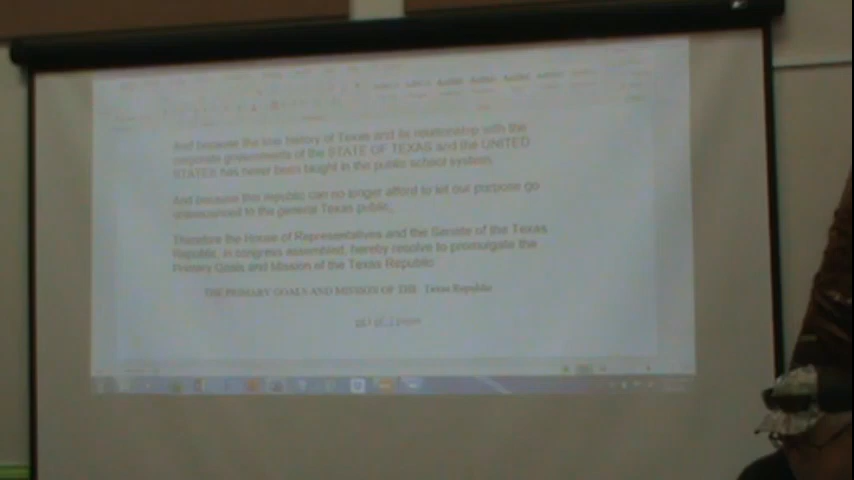 And because the true history of Texas and its relationship with the
corporate governments of the STATE OF TEXAS and the UNITED
STATES has never been taught in the public school system.
And because this republic can no longer afford to let our purpose go
unannounced to the general Texas public,
Therefore the House of Representatives and the Senate of the Texas
Republic, in congress assembled, hereby resolve to promulgate the
Primary Goals and Mission of the Texas Republic
THE PRIMARY GOALS AND MISSION OF THE Texas Republic